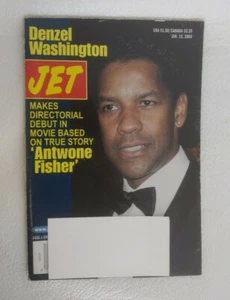 Denzel
Washington
JET
MAKES
DIRECTORIAL
DEBUT IN
MOVIE BASED
ON TRUE STORY
'Antwone
Fisher'